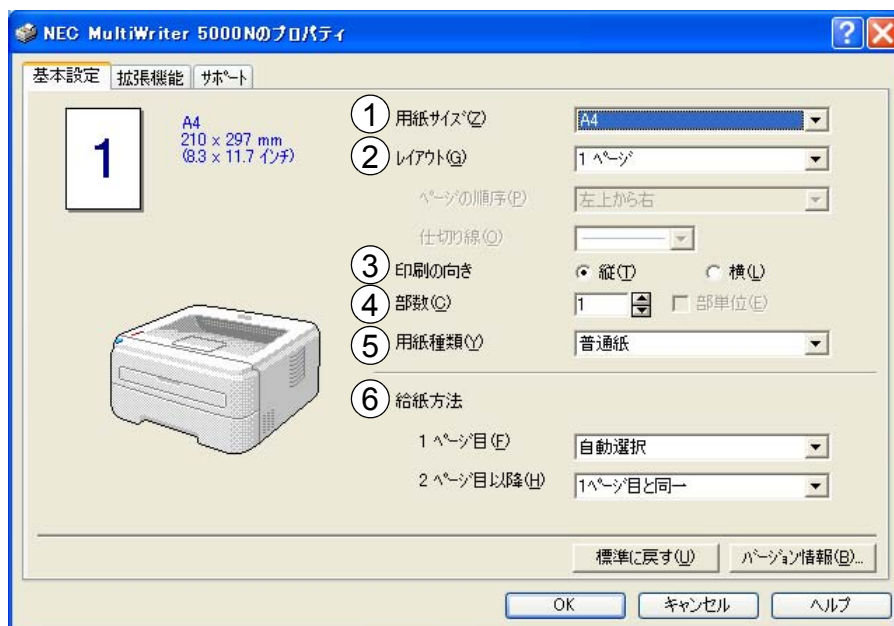 NEC MultiWriter 5000Nのプロパティ
基本設定 拡張機能 サポート
1
A4
210 x 297 mm
(8.3 x 11.7 インチ)
① 用紙サイズ(Z) A4
② レイアウト(G) 1 ページ
ページの順序(P) 左上から右
仕切り線(O)
③ 印刷の向き 縦(T) 横(L)
④ 部数(C) 1 部単位(E)
⑤ 用紙種類(Y) 普通紙
⑥ 給紙方法
1 ページ目(F) 自動選択
2 ページ目以降(H) 1ページ目と同一
標準に戻す(U) バージョン情報(B)...
OK キャンセル ヘルプ